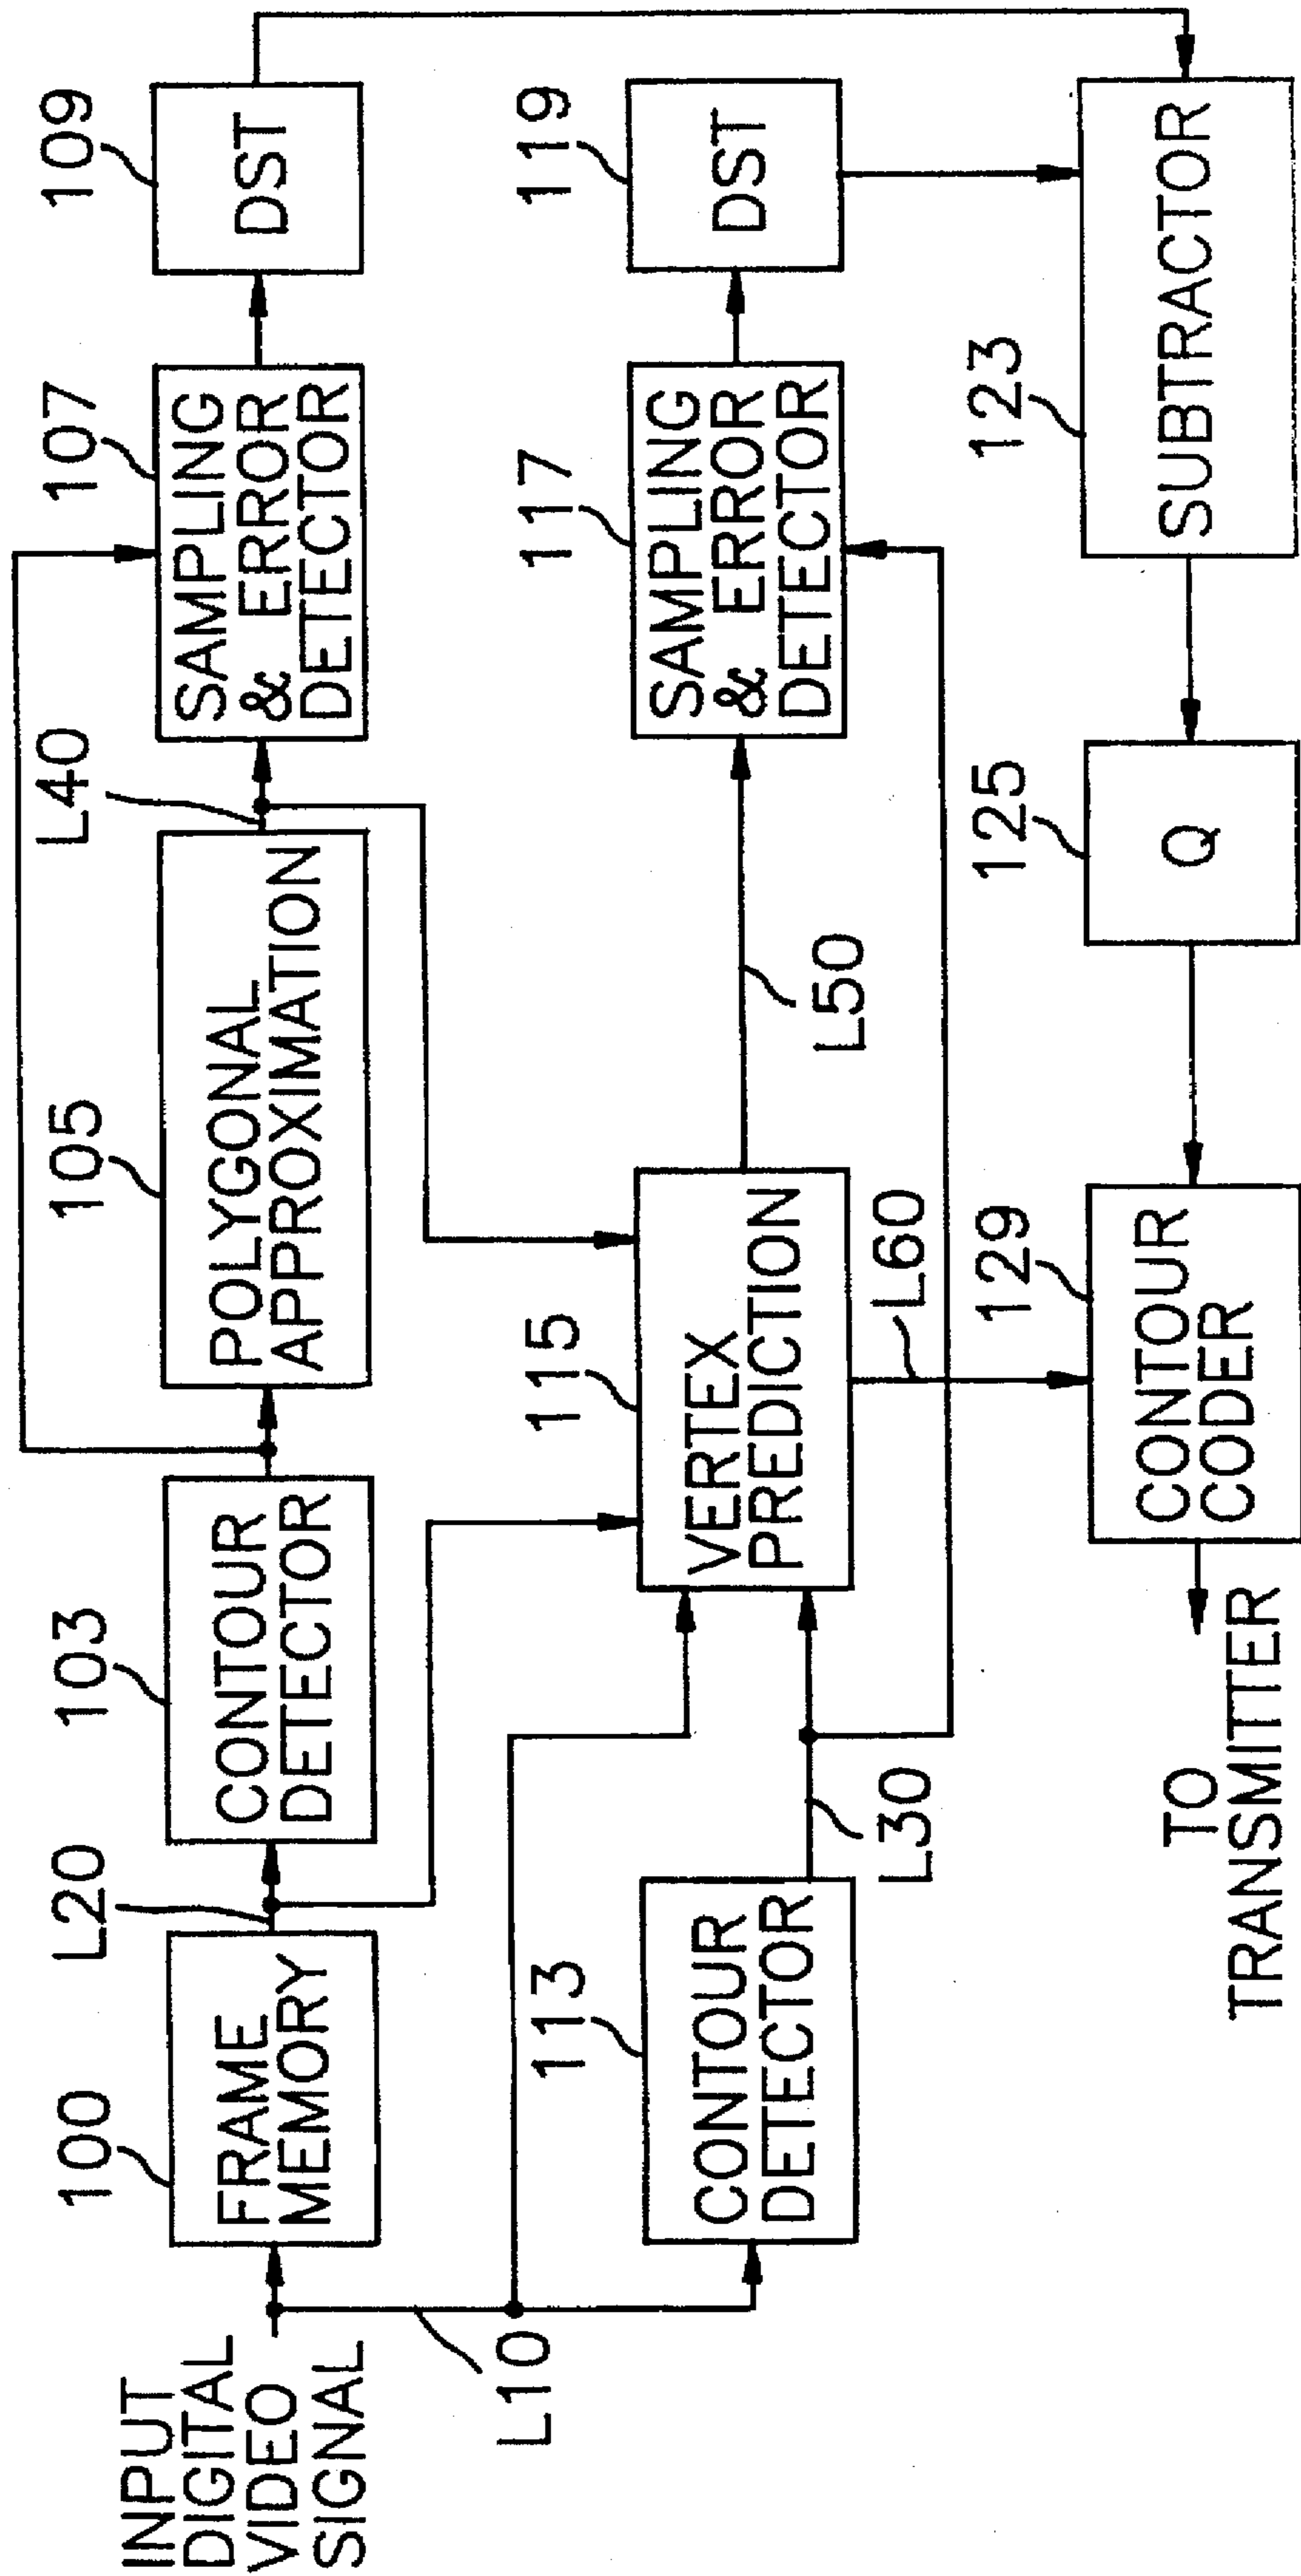 INPUT
DIGITAL
VIDEO
SIGNAL
L10
100
FRAME
MEMORY
L20
103
CONTOUR
DETECTOR
105
POLYGONAL
APPROXIMATION
L40
107
SAMPLING
& ERROR
DETECTOR
109
DST
113
CONTOUR
DETECTOR
L30
115
VERTEX
PREDICTION
L50
L60
117
SAMPLING
& ERROR
DETECTOR
119
DST
123
SUBTRACTOR
125
Q
129
CONTOUR
CODER
TO
TRANSMITTER